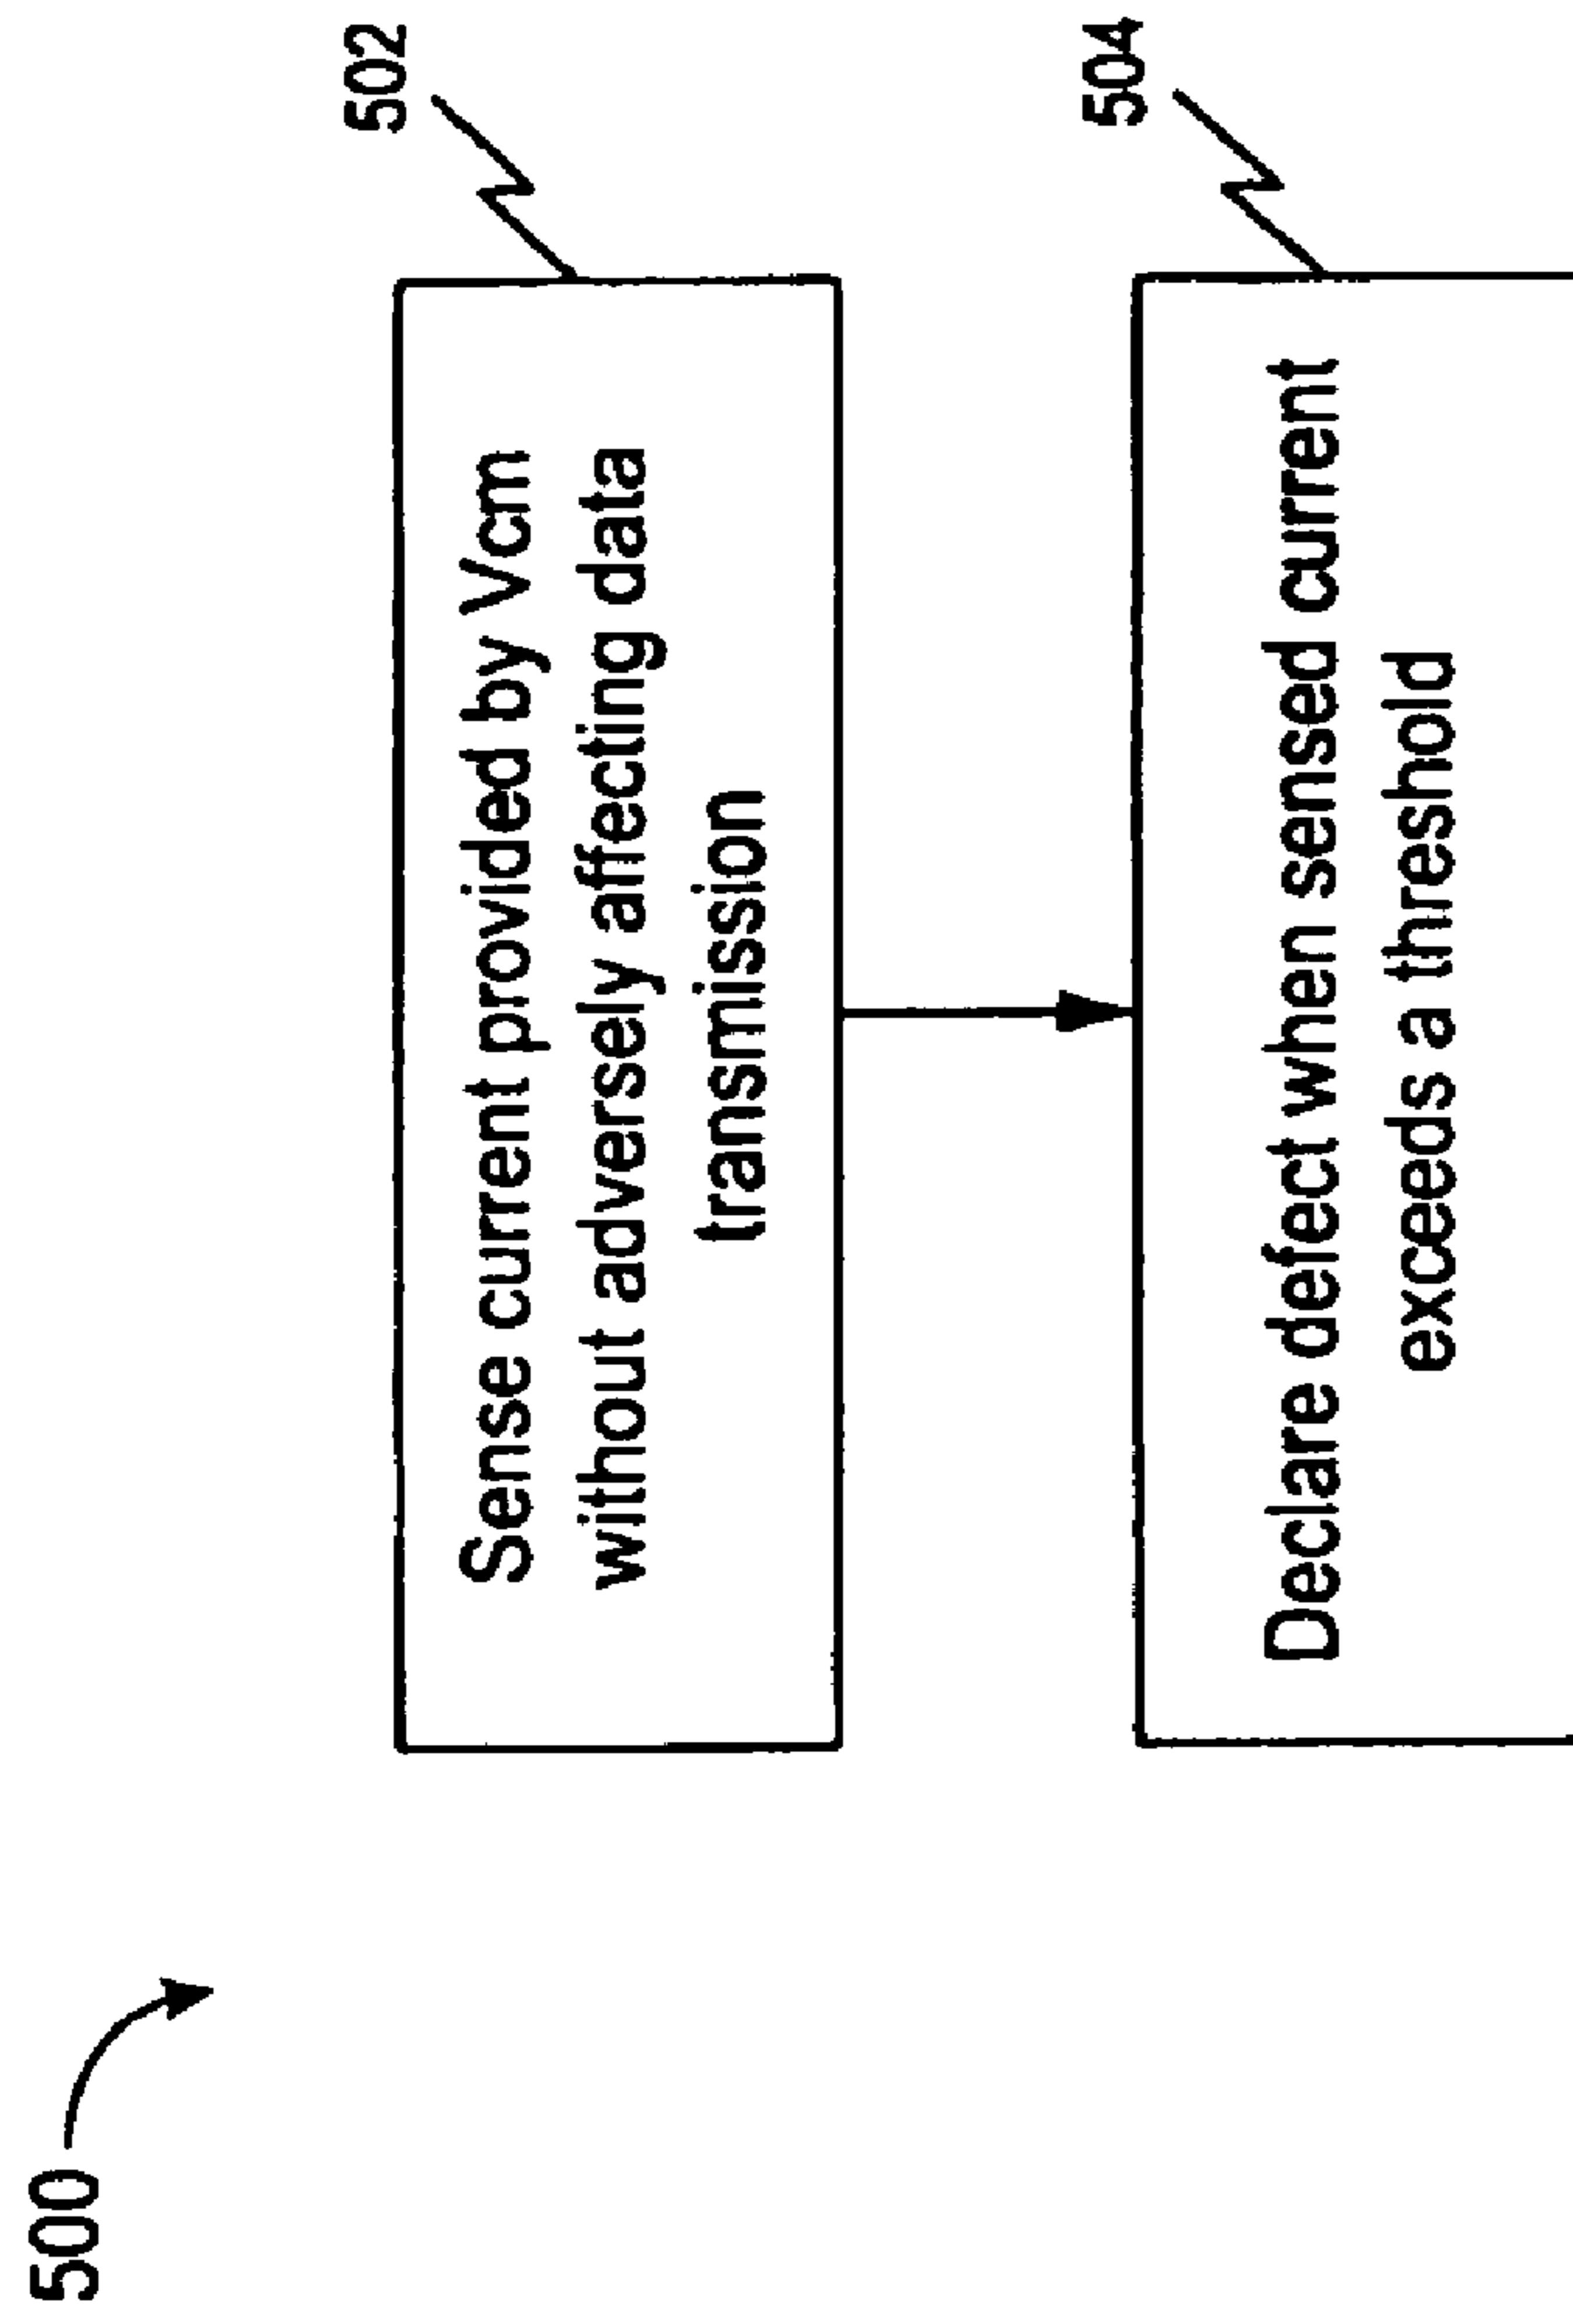 500
502
Sense current provided by Vcm
without adversely affecting data
transmission
504
Declare defect when sensed current
exceeds a threshold